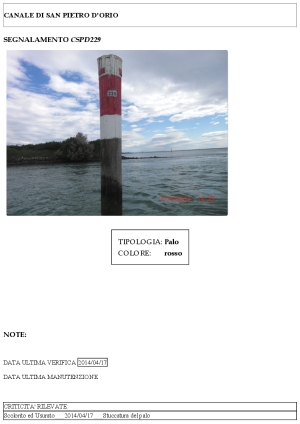 CANALE DI SAN PIETRO D'ORIO
SEGNALAMENTO CSPD229
TIPOLOGIA: Palo
COLORE: rosso
NOTE:
DATA ULTIMA VERIFICA 2014/04/17
DATA ULTIMA MANUTENZIONE
CRITICITA' RILEVATE
Scolorito ed Usurato 2014/04/17 Stuccatura del palo